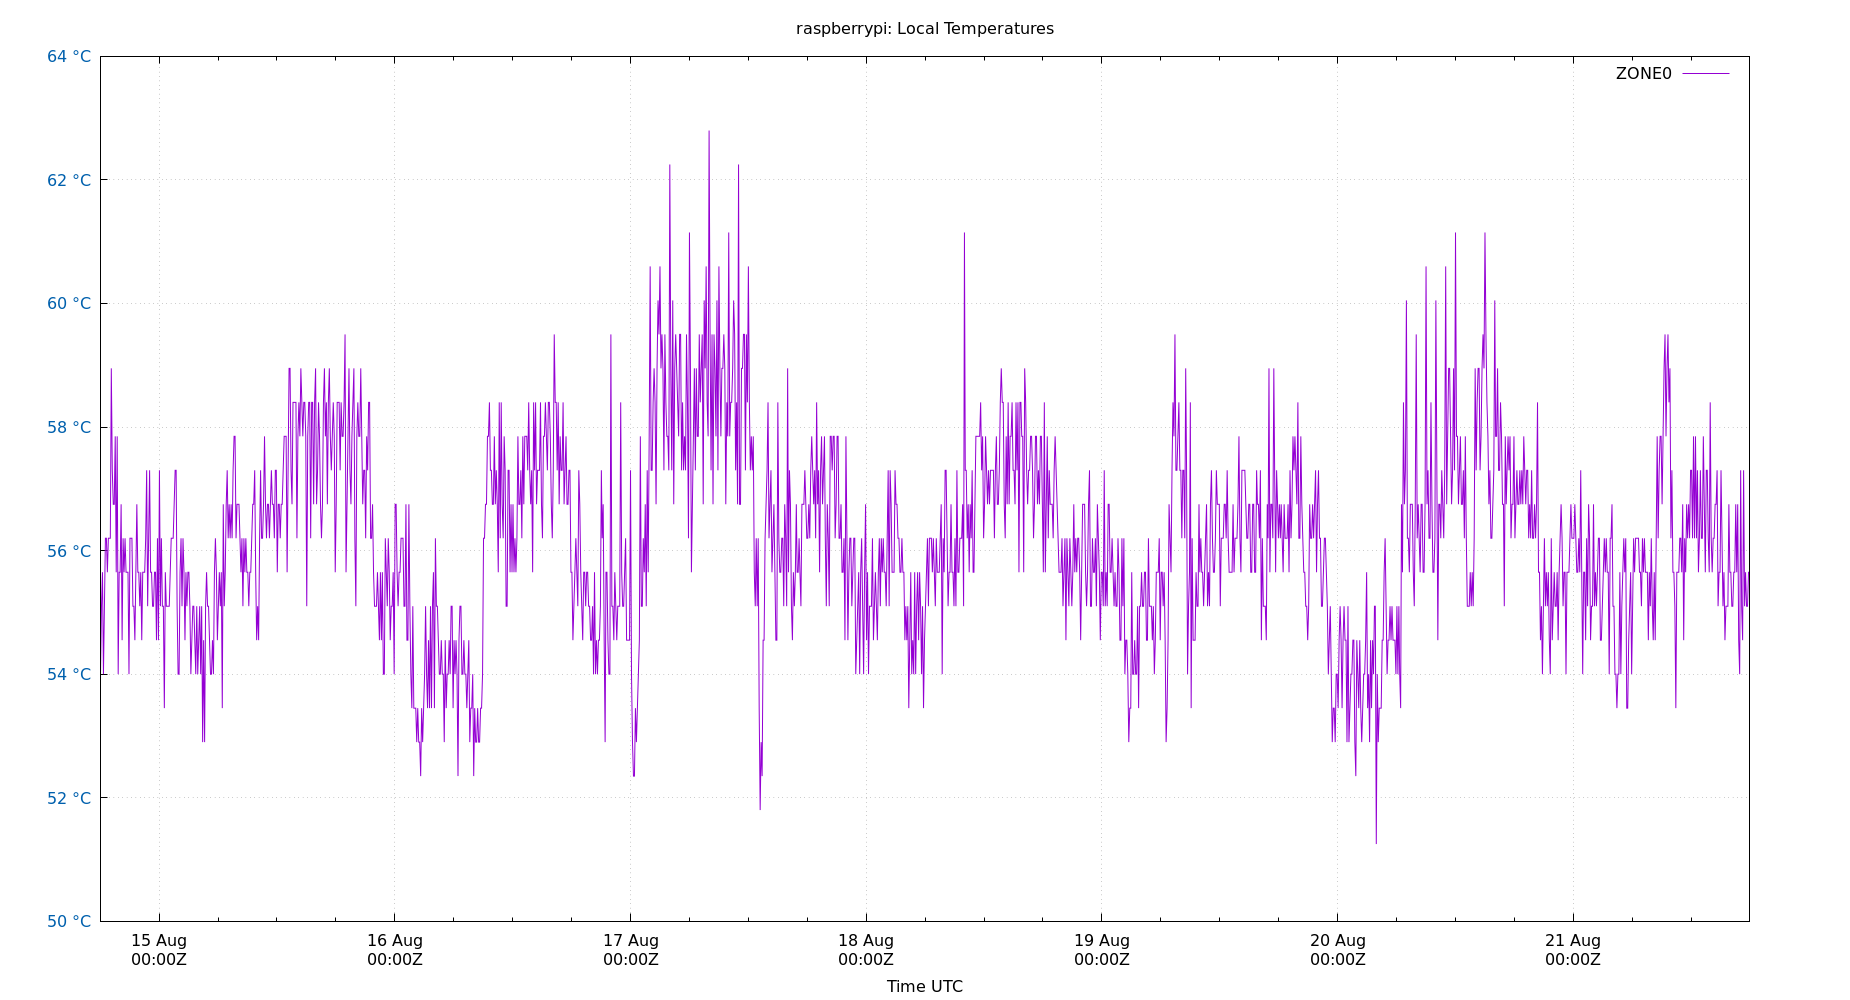 raspberrypi: Local Temperatures
64 °C
ZONE0
62 °C
60 °C
58 °C
56 °C
54 °C
52 °C
50 °C
15 Aug 16 Aug 17 Aug 18 Aug 19 Aug 20 Aug 21 Aug
00:00Z 00:00Z 00:00Z 00:00Z 00:00Z 00:00Z 00:00Z
Time UTC